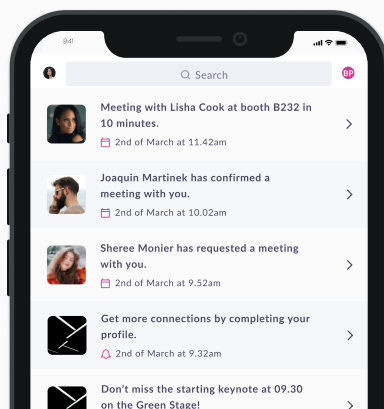 9:41
Search
BP
Meeting with Lisha Cook at booth B232 in
10 minutes.
2nd of March at 11.42am
Joaquin Martinek has confirmed a
meeting with you.
2nd of March at 10.02am
Sheree Monier has requested a meeting
with you.
2nd of March at 9.52am
Get more connections by completing your
profile.
2nd of March at 9.32am
Don't miss the starting keynote at 09.30
on the Green Stage!